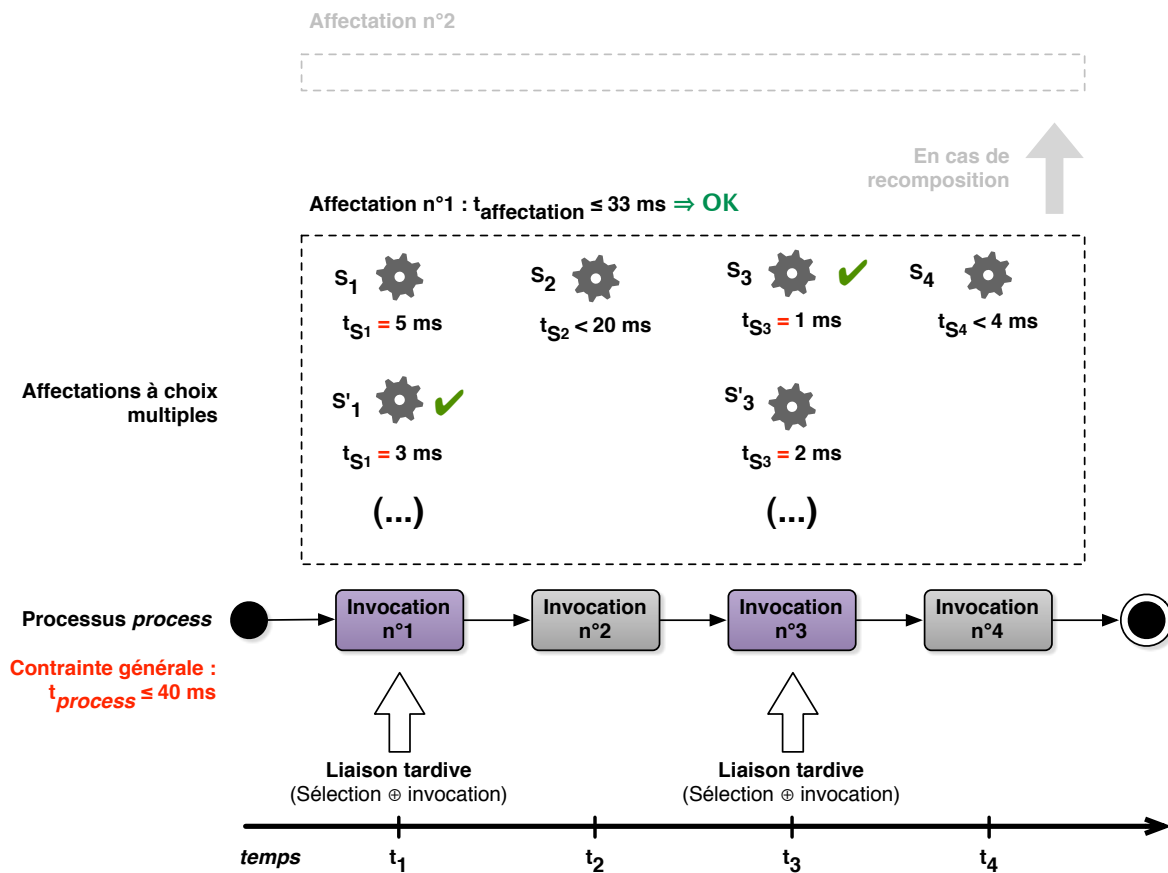 Affectation n°2
En cas de
recomposition
Affectation n°1 : t affectation ≤ 33 ms ⇒ OK
S1 S2 S3 ✔ S4
tS1 = 5 ms tS2 < 20 ms tS3 = 1 ms tS4 < 4 ms
Affectations à choix
multiples
S'1 ✔ S'3
tS1 = 3 ms tS3 = 2 ms
(...) (...)
Processus process
Invocation n°1
Invocation n°2
Invocation n°3
Invocation n°4
Contrainte générale :
tprocess ≤ 40 ms
Liaison tardive Liaison tardive
(Sélection ⊕ invocation) (Sélection ⊕ invocation)
temps t1 t2 t3 t4